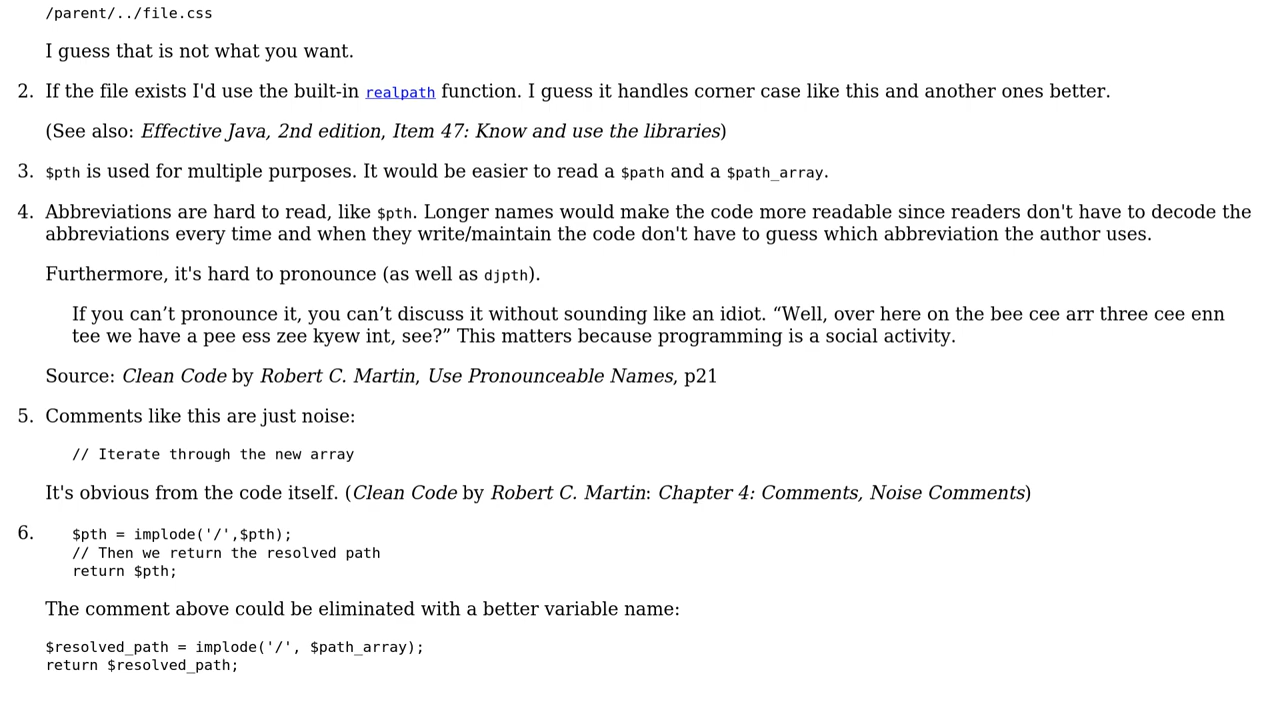 /parent/../file.css
I guess that is not what you want.
2. If the file exists I'd use the built-in realpath function. I guess it handles corner case like this and another ones better.
(See also: Effective Java, 2nd edition, Item 47: Know and use the libraries)
3. $pth is used for multiple purposes. It would be easier to read a $path and a $path_array.
4. Abbreviations are hard to read, like $pth. Longer names would make the code more readable since readers don't have to decode the
abbreviations every time and when they write/maintain the code don't have to guess which abbreviation the author uses.
Furthermore, it's hard to pronounce (as well as djpth).
If you can’t pronounce it, you can’t discuss it without sounding like an idiot. “Well, over here on the bee cee arr three cee enn
tee we have a pee ess zee kyew int, see?” This matters because programming is a social activity.
Source: Clean Code by Robert C. Martin, Use Pronounceable Names, p21
5. Comments like this are just noise:
// Iterate through the new array
It's obvious from the code itself. (Clean Code by Robert C. Martin: Chapter 4: Comments, Noise Comments)
6. $pth = implode('/',$pth);
// Then we return the resolved path
return $pth;
The comment above could be eliminated with a better variable name:
$resolved_path = implode('/', $path_array);
return $resolved_path;